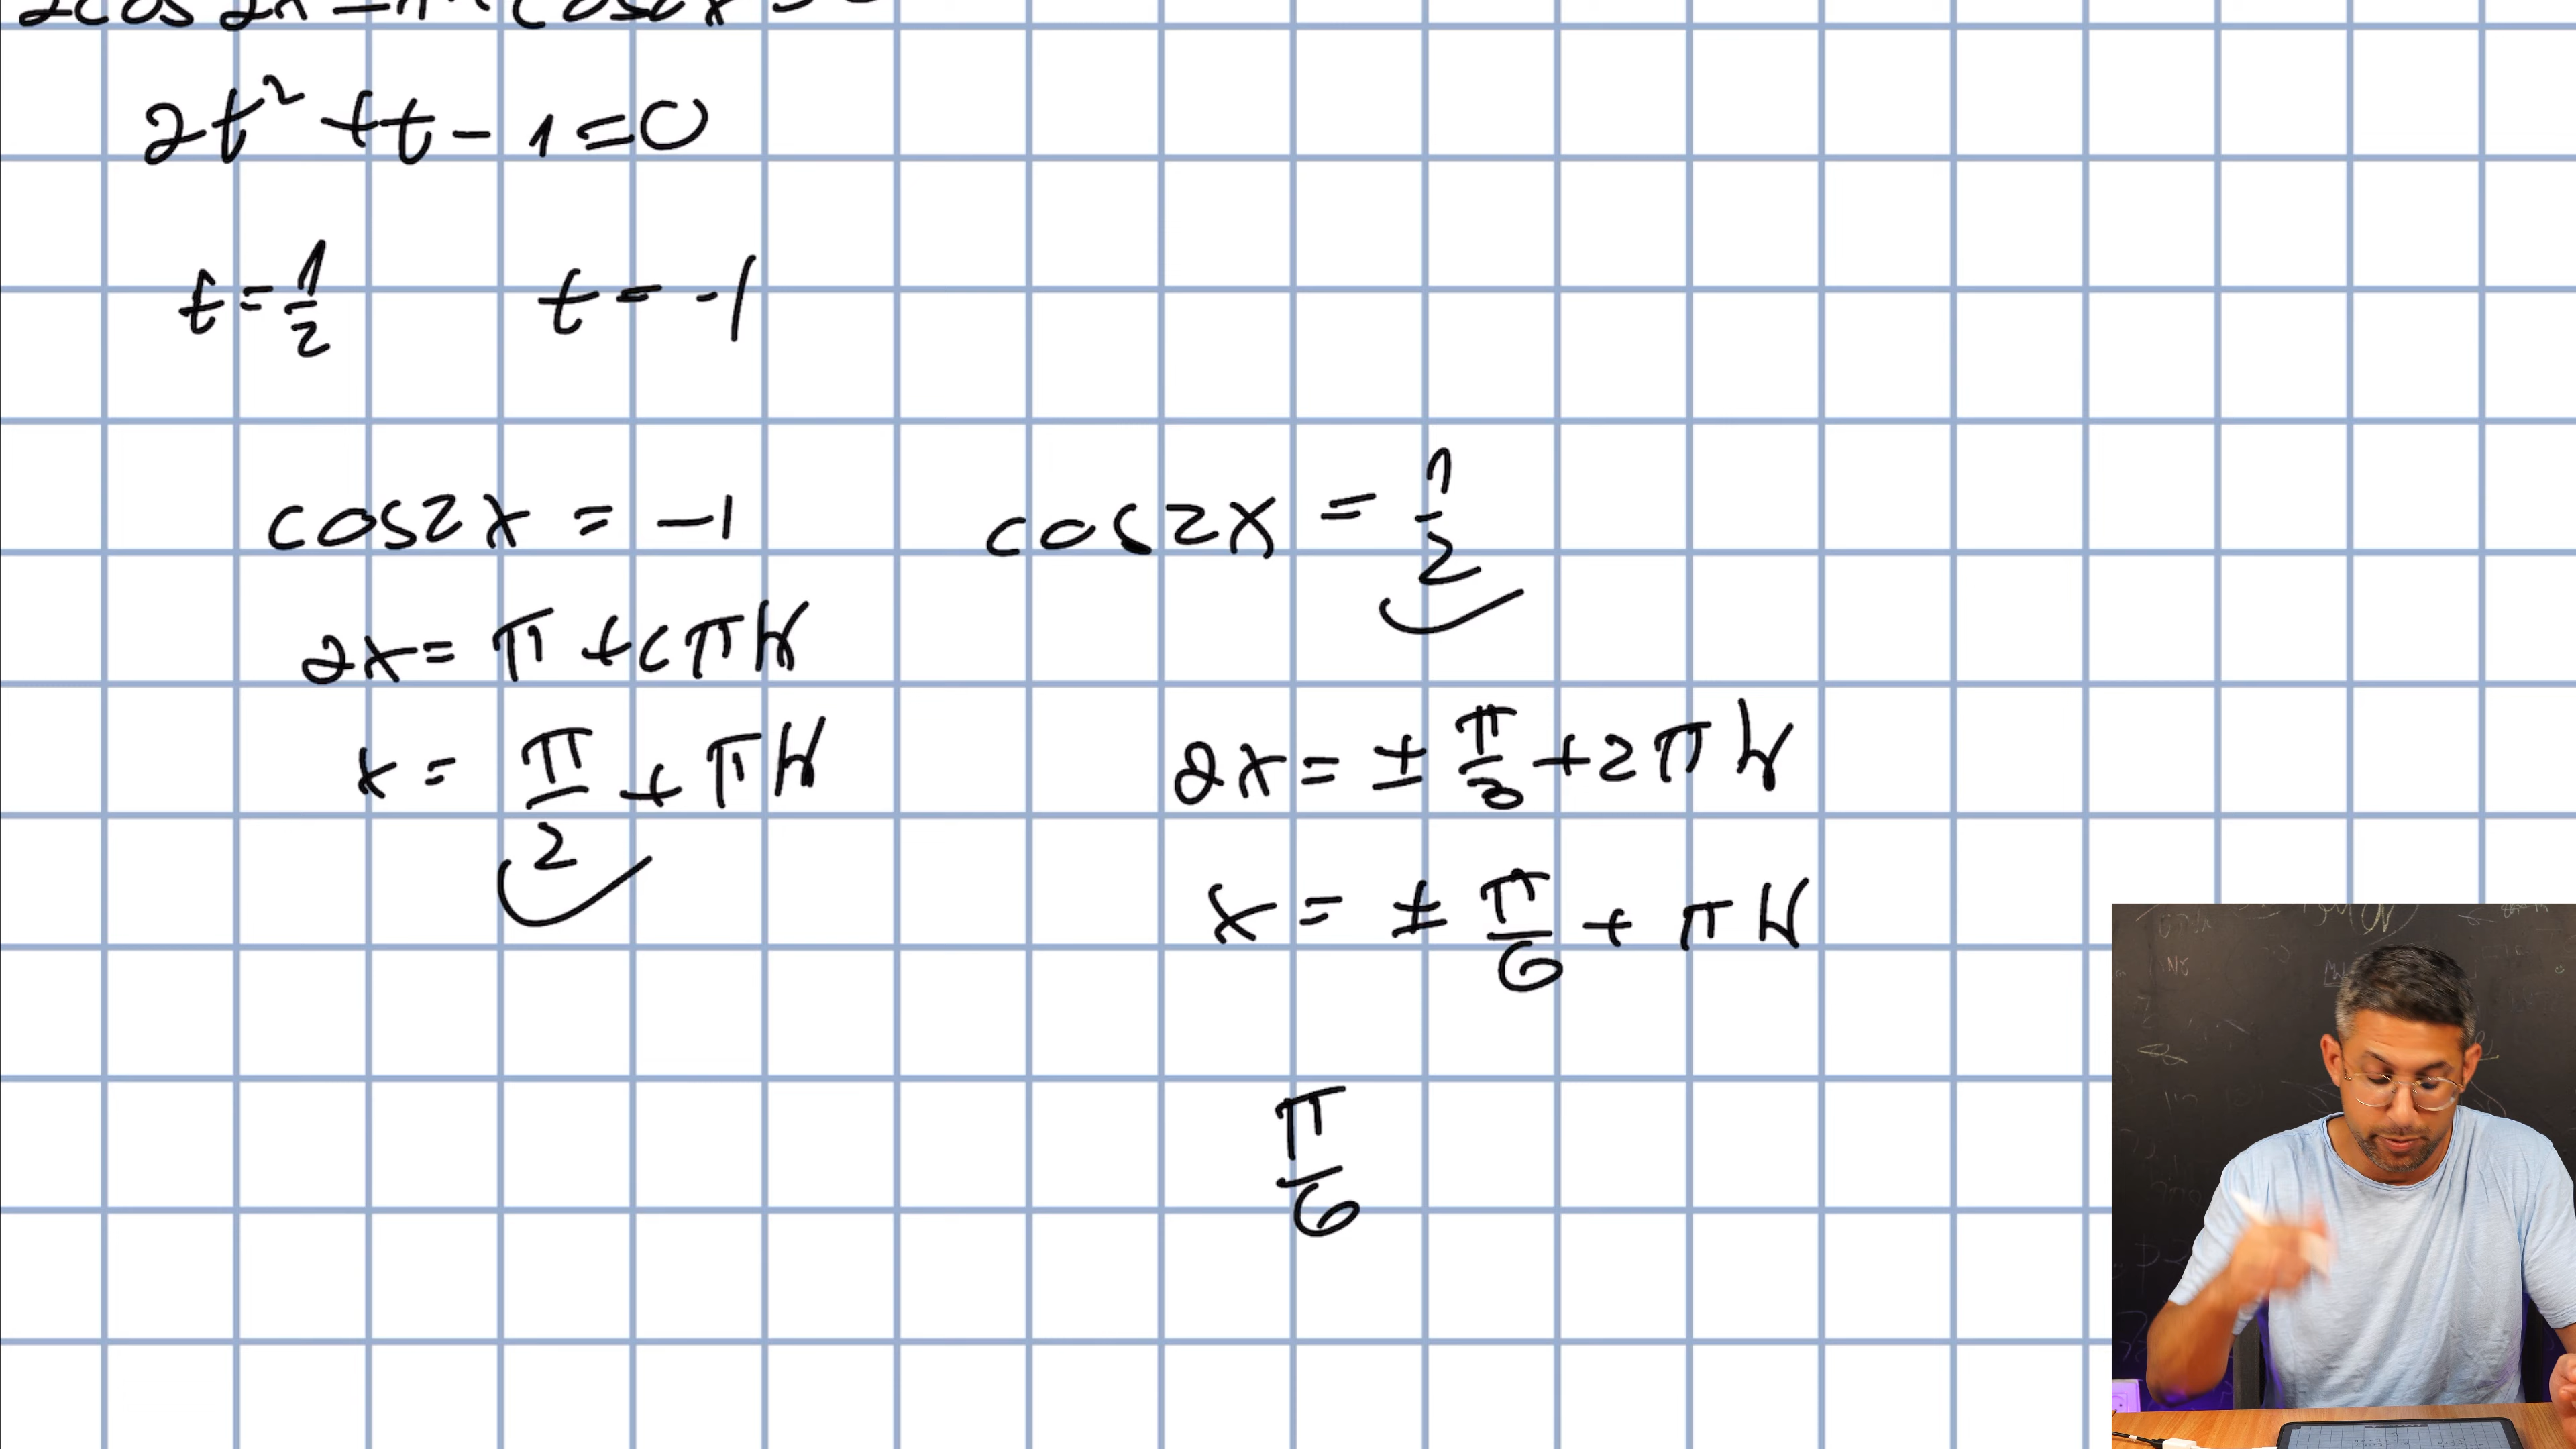 2t² + t - 1 = 0
t = 1/2 t = -1
cos2x = -1 cos2x = 1/2
2x = π + 2πk
x = π/2 + πk
2x = ± π/3 + 2πk
x = ± π/6 + πk
π/6